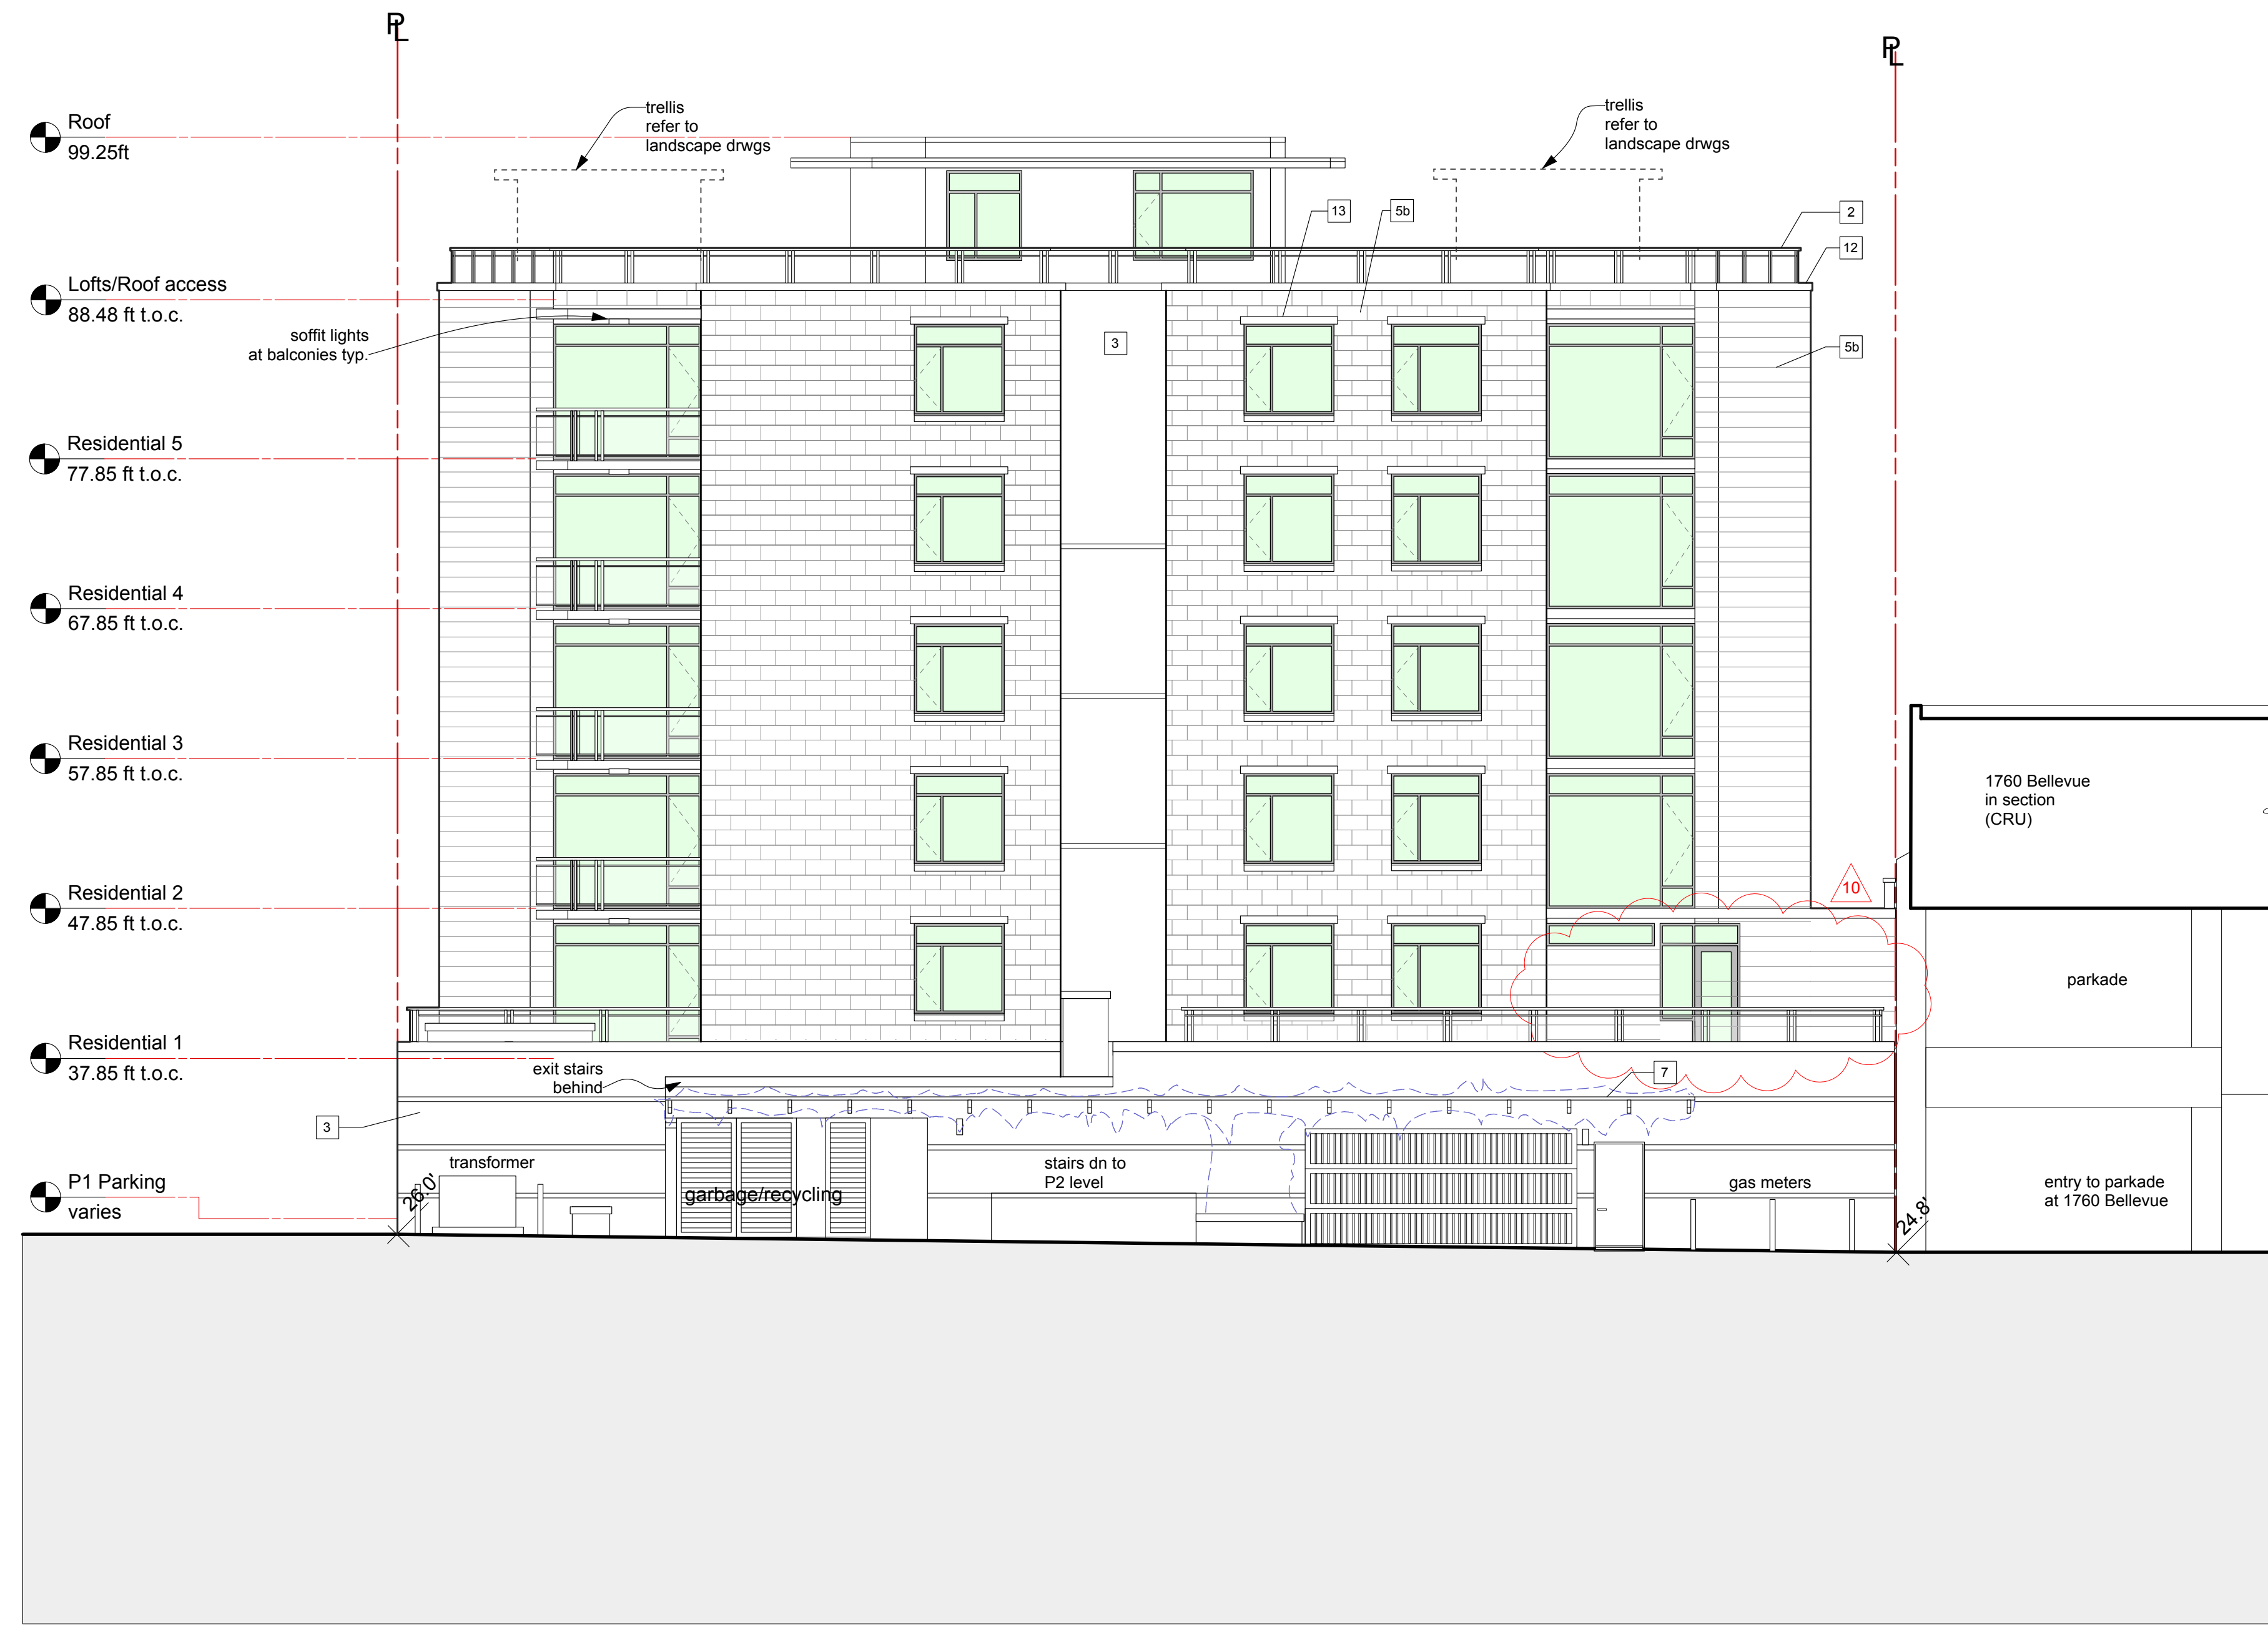 PL
PL
Roof
99.25ft
trellis
refer to
landscape drwgs
trellis
refer to
landscape drwgs
13
5b
2
12
Lofts/Roof access
88.48 ft t.o.c.
soffit lights
at balconies typ.
3
5b
Residential 5
77.85 ft t.o.c.
Residential 4
67.85 ft t.o.c.
Residential 3
57.85 ft t.o.c.
1760 Bellevue
in section
(CRU)
Residential 2
47.85 ft t.o.c.
10
parkade
Residential 1
37.85 ft t.o.c.
exit stairs
behind
7
3
transformer
garbage/recycling
stairs dn to
P2 level
gas meters
entry to parkade
at 1760 Bellevue
P1 Parking
varies
26.0'
24.8'